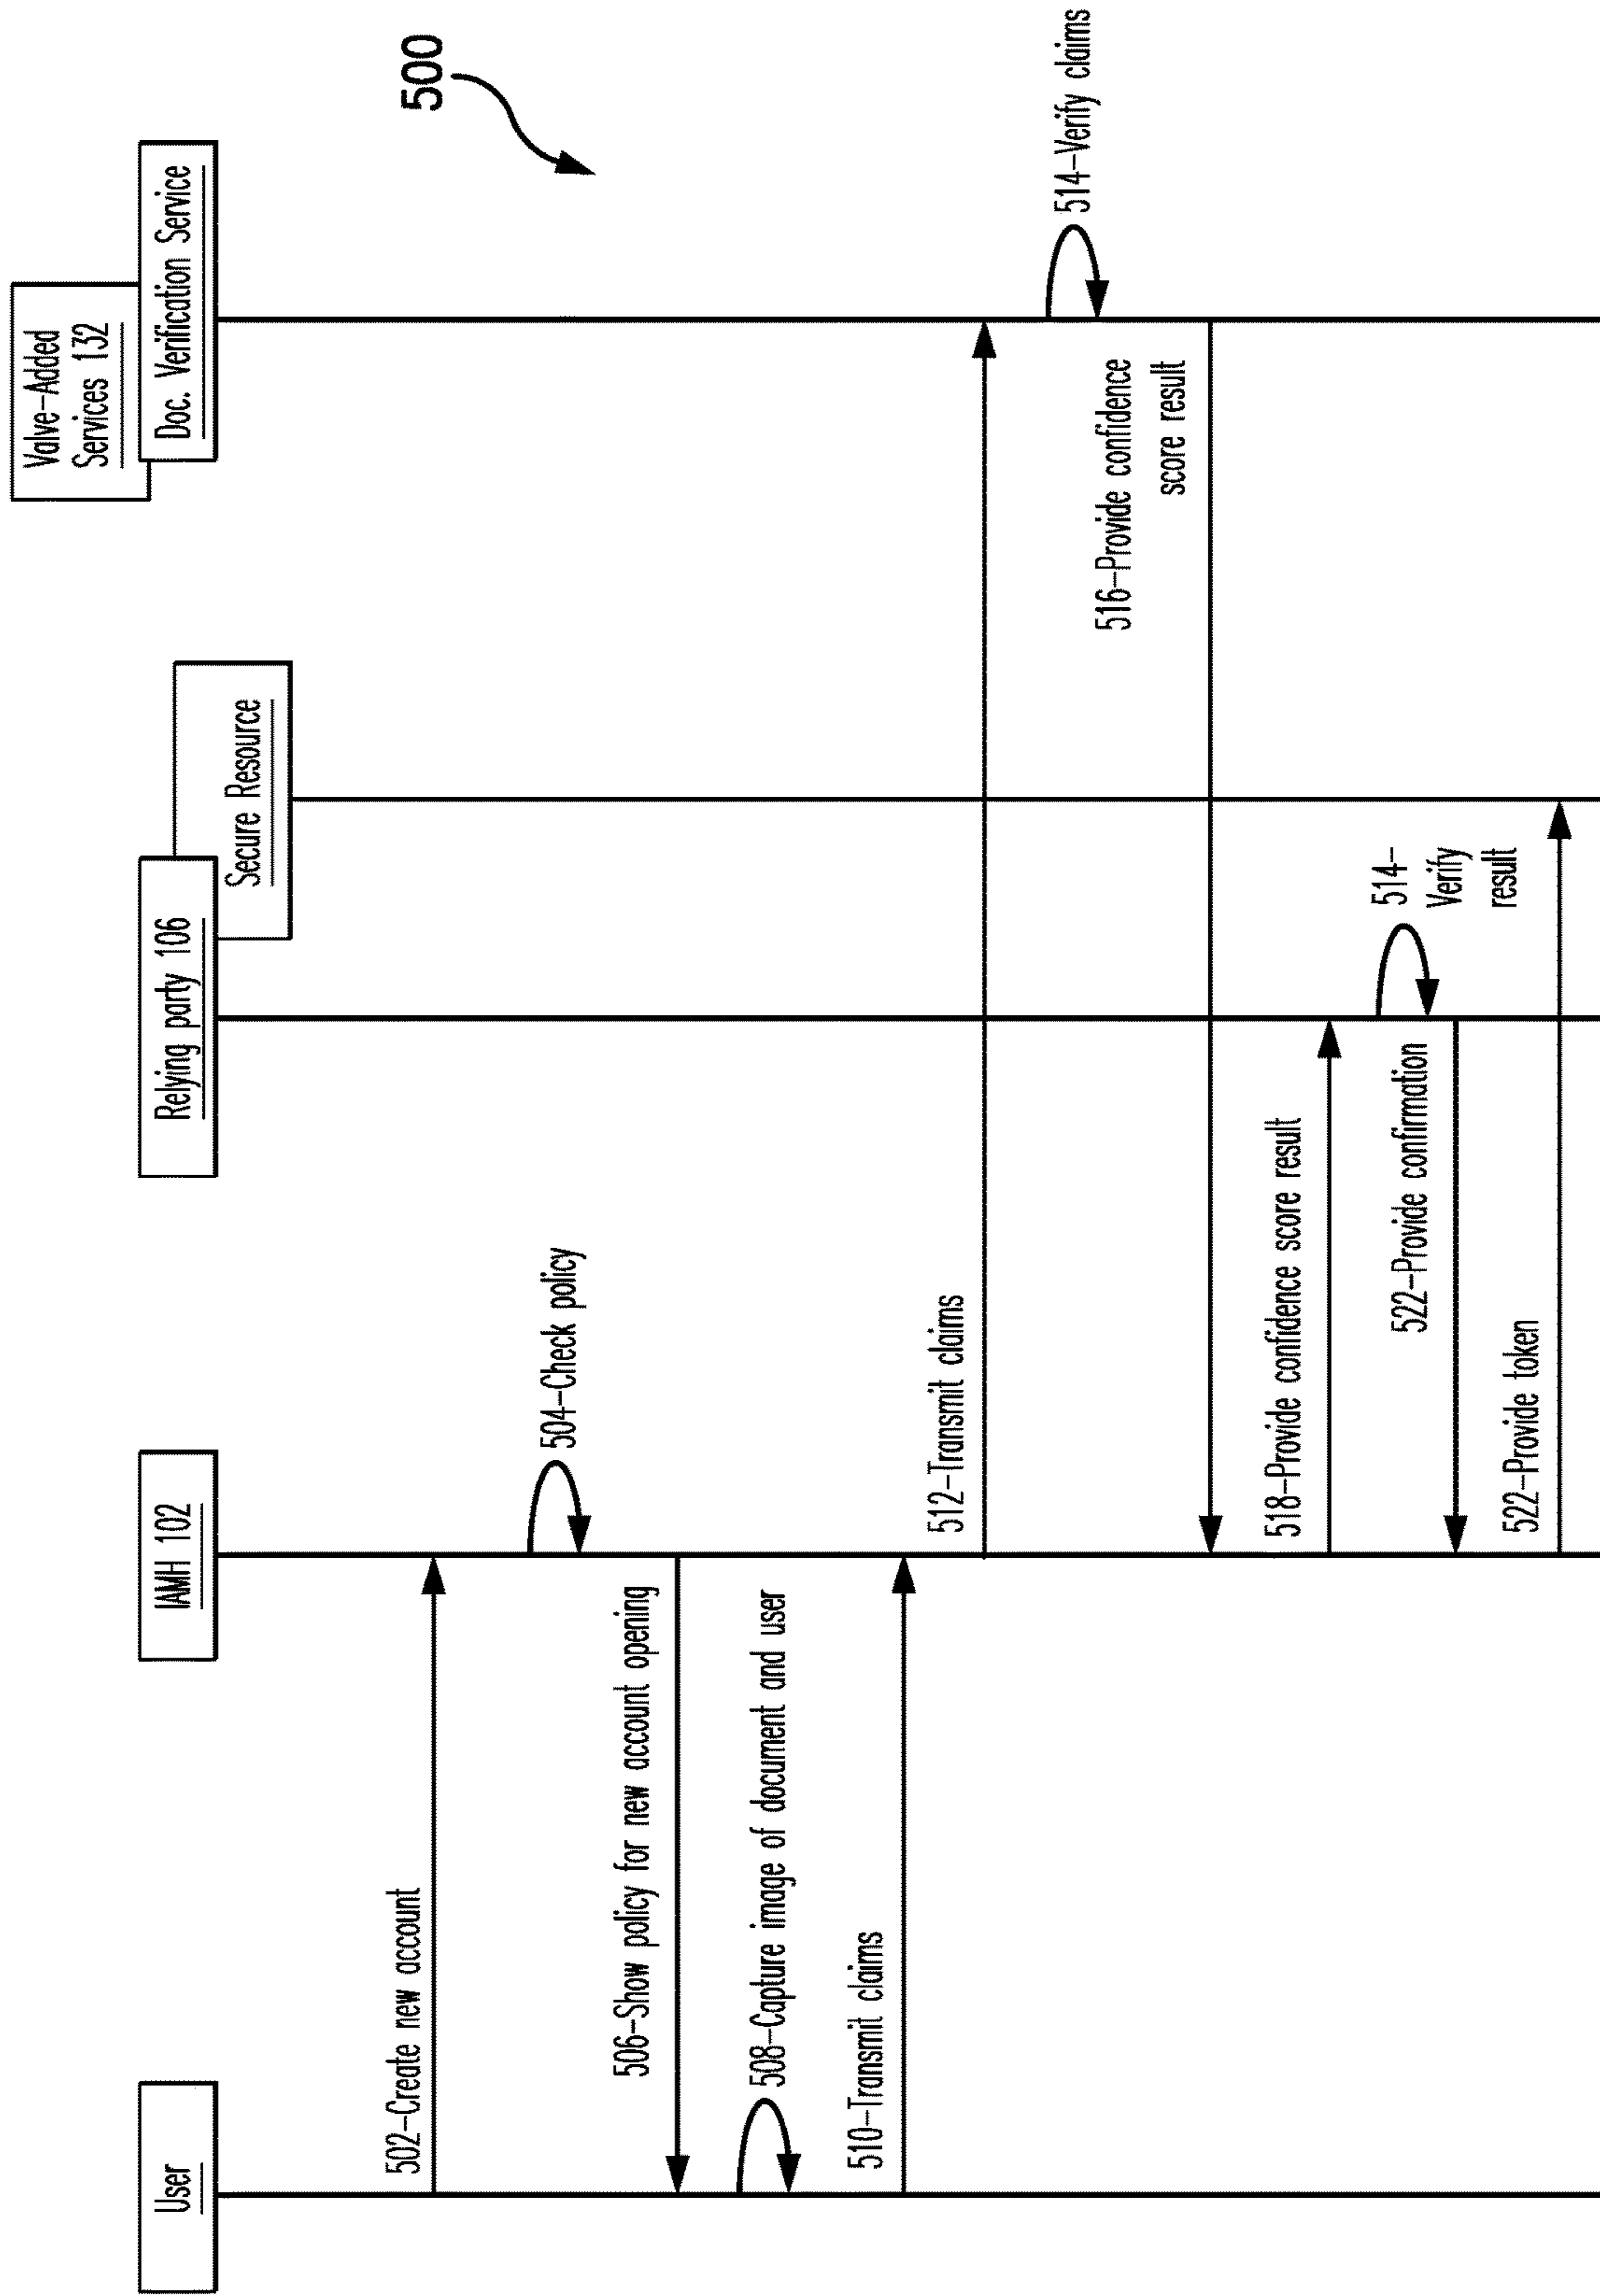 User
IAMH 102
Relying party 106
Secure Resource
Valve-Added
Services 132
Doc. Verification Service
500
502-Create new account
504-Check policy
506-Show policy for new account opening
508-Capture image of document and user
510-Transmit claims
512-Transmit claims
514-Verify claims
516-Provide confidence
score result
518-Provide confidence score result
514-
Verify
result
522-Provide confirmation
522-Provide token